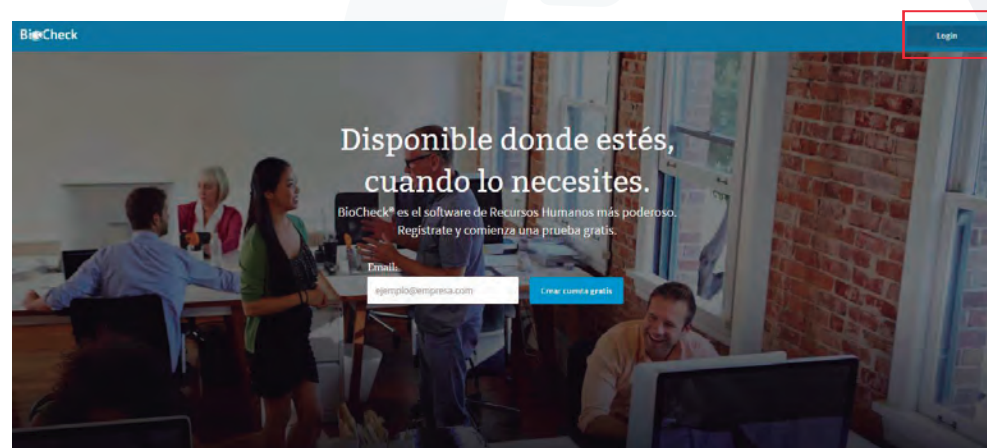 BioCheck
Login
Disponible donde estés,
cuando lo necesites.
BioCheck® es el software de Recursos Humanos más poderoso.
Regístrate y comienza una prueba gratis.
Email:
ejemplo@empresa.com
Crear cuenta gratis